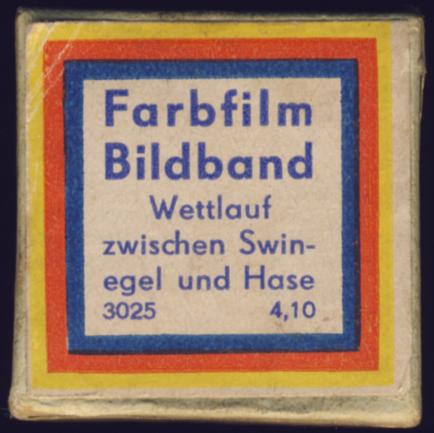 Farbfilm
Bildband
Wettlauf
zwischen Swin-
egel und Hase
3025 4,10